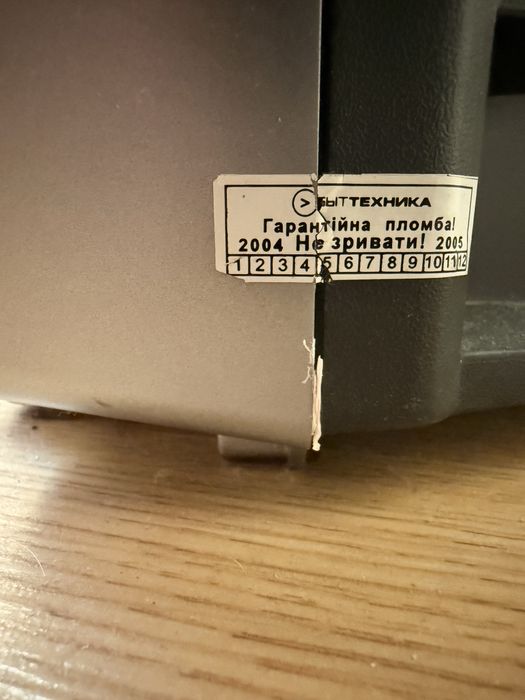 БЫТТЕХНИКА
Гарантійна пломба!
2004 Не зривати! 2005
1 2 3 4 5 6 7 8 9 10 11 12